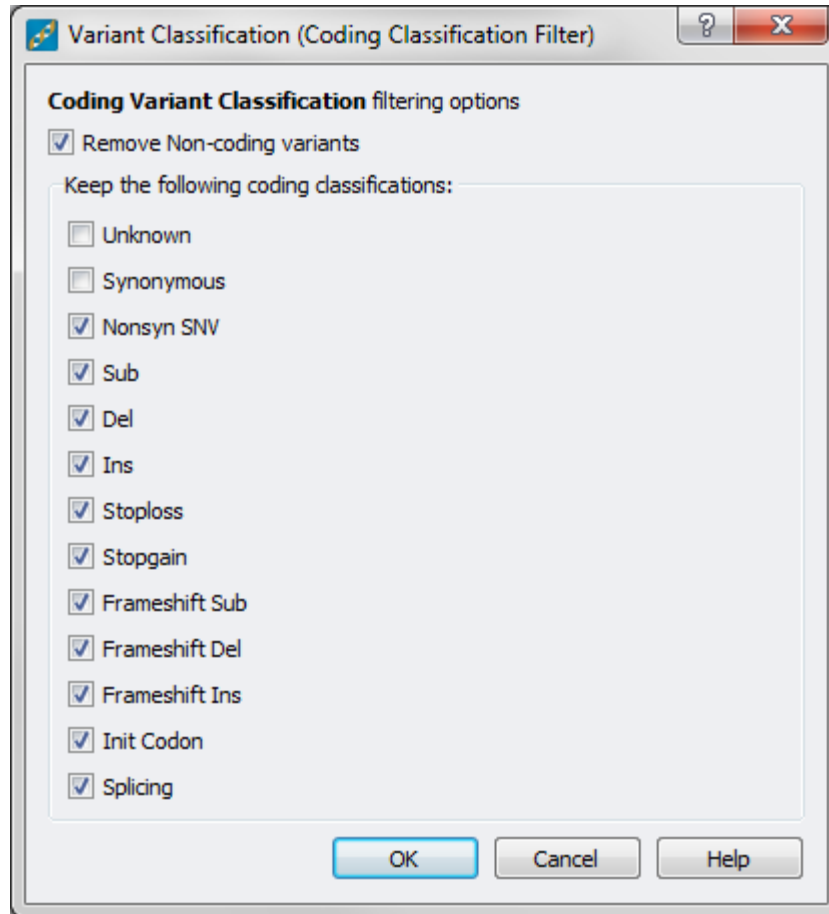 Variant Classification (Coding Classification Filter)
Coding Variant Classification filtering options
Remove Non-coding variants
Keep the following coding classifications:
Unknown
Synonymous
Nonsyn SNV
Sub
Del
Ins
Stoploss
Stopgain
Frameshift Sub
Frameshift Del
Frameshift Ins
Init Codon
Splicing
OK Cancel Help